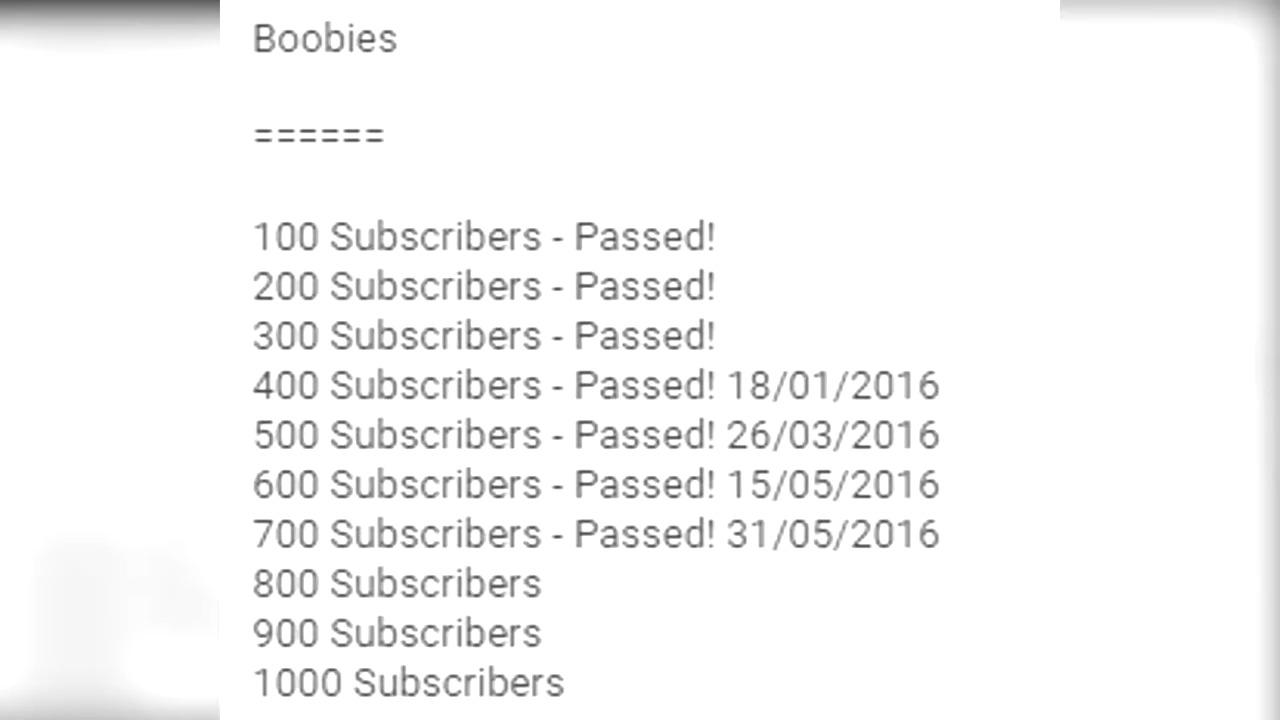 Boobies
======
100 Subscribers - Passed!
200 Subscribers - Passed!
300 Subscribers - Passed!
400 Subscribers - Passed! 18/01/2016
500 Subscribers - Passed! 26/03/2016
600 Subscribers - Passed! 15/05/2016
700 Subscribers - Passed! 31/05/2016
800 Subscribers
900 Subscribers
1000 Subscribers